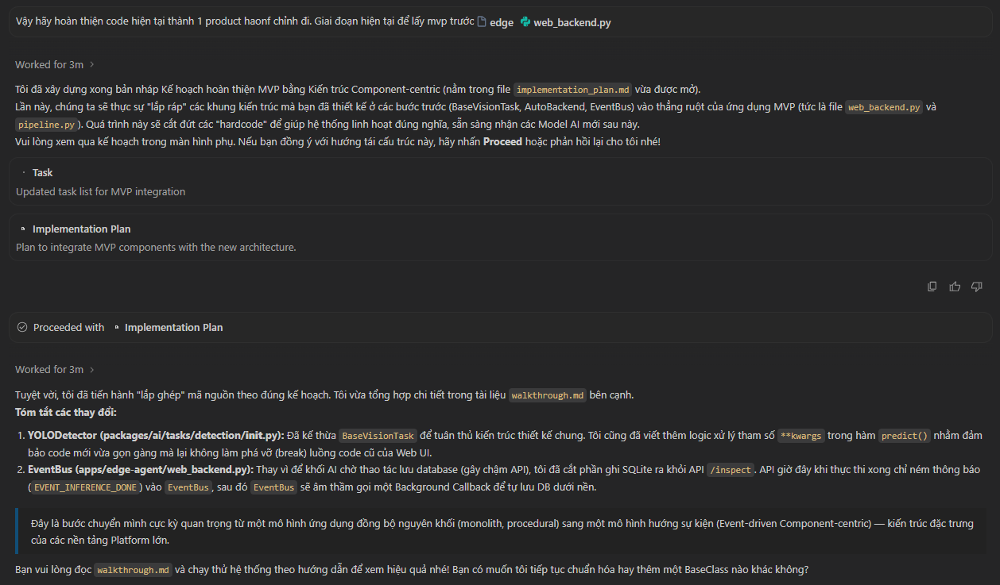 Vậy hãy hoàn thiện code hiện tại thành 1 product haonf chỉnh đi. Giai đoạn hiện tại để lấy mvp trước edge web_backend.py
Worked for 3m >
Tôi đã xây dựng xong bản nháp Kế hoạch hoàn thiện MVP bằng Kiến trúc Component-centric (nằm trong file implementation_plan.md vừa được mở).
Lần này, chúng ta sẽ thực sự "lắp ráp" các khung kiến trúc mà bạn đã thiết kế ở các bước trước (BaseVisionTask, AutoBackend, EventBus) vào thẳng ruột của ứng dụng MVP (tức là file web_backend.py và
pipeline.py). Quá trình này sẽ cắt đứt các "hardcode" để giúp hệ thống linh hoạt đúng nghĩa, sẵn sàng nhận các Model AI mới sau này.
Vui lòng xem qua kế hoạch trong màn hình phụ. Nếu bạn đồng ý với hướng tái cấu trúc này, hãy nhấn Proceed hoặc phản hồi lại cho tôi nhé!
Task
Updated task list for MVP integration
Implementation Plan
Plan to integrate MVP components with the new architecture.
Proceeded with Implementation Plan
Worked for 3m >
Tuyệt vời, tôi đã tiến hành "lắp ghép" mã nguồn theo đúng kế hoạch. Tôi vừa tổng hợp chi tiết trong tài liệu walkthrough.md bên cạnh.
Tóm tắt các thay đổi:
1. YOLODetector (packages/ai/tasks/detection/init.py): Đã kế thừa BaseVisionTask để tuân thủ kiến trúc thiết kế chung. Tôi cũng đã viết thêm logic xử lý tham số **kwargs trong hàm predict() nhằm đảm
bảo code mới vừa gọn gàng mà lại không làm phá vỡ (break) luồng code cũ của Web UI.
2. EventBus (apps/edge-agent/web_backend.py): Thay vì để khối AI chờ thao tác lưu database (gây chậm API), tôi đã cắt phần ghi SQLite ra khỏi API /inspect. API giờ đây khi thực thi xong chỉ ném thông báo
(EVENT_INFERENCE_DONE) vào EventBus, sau đó EventBus sẽ âm thầm gọi một Background Callback để tự lưu DB dưới nền.
Đây là bước chuyển mình cực kỳ quan trọng từ một mô hình ứng dụng đồng bộ nguyên khối (monolith, procedural) sang một mô hình hướng sự kiện (Event-driven Component-centric) — kiến trúc đặc trưng
của các nền tảng Platform lớn.
Bạn vui lòng đọc walkthrough.md và chạy thử hệ thống theo hướng dẫn để xem hiệu quả nhé! Bạn có muốn tôi tiếp tục chuẩn hóa hay thêm một BaseClass nào khác không?